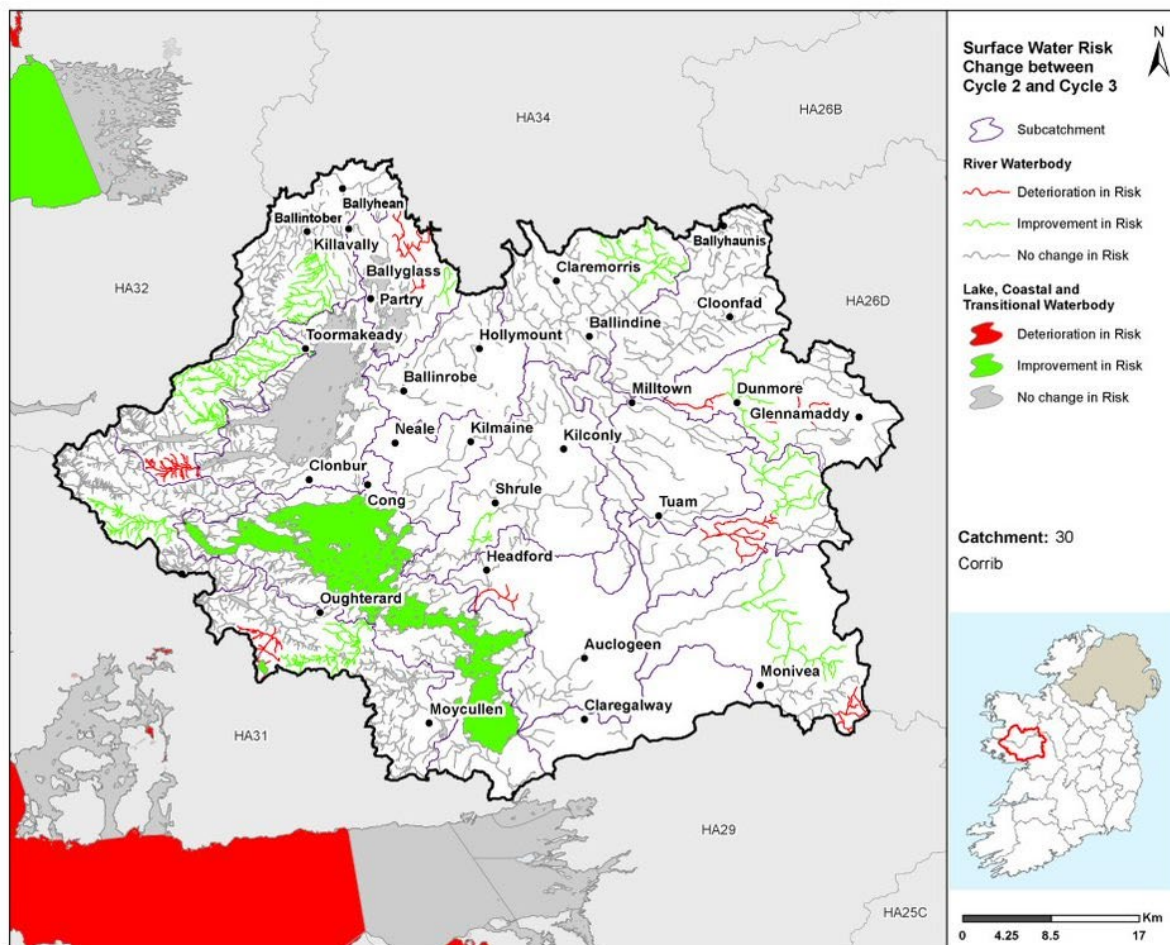 HA34
HA26B
HA32
HA26D
HA31
HA29
HA25C
Ballyhean
Ballintober
Killavally
Ballyhaunis
Ballyglass
Claremorris
Partry
Cloonfad
Toormakeady
Hollymount
Ballindine
Ballinrobe
Milltown
Dunmore
Glennamaddy
Neale
Kilmaine
Kilconly
Clonbur
Cong
Shrule
Tuam
Headford
Oughterard
Auclogeen
Monivea
Moycullen
Claregalway
N
Surface Water Risk
Change between
Cycle 2 and Cycle 3
Subcatchment
River Waterbody
Deterioration in Risk
Improvement in Risk
No change in Risk
Lake, Coastal and
Transitional Waterbody
Deterioration in Risk
Improvement in Risk
No change in Risk
Catchment: 30
Corrib
Km
0 4.25 8.5 17